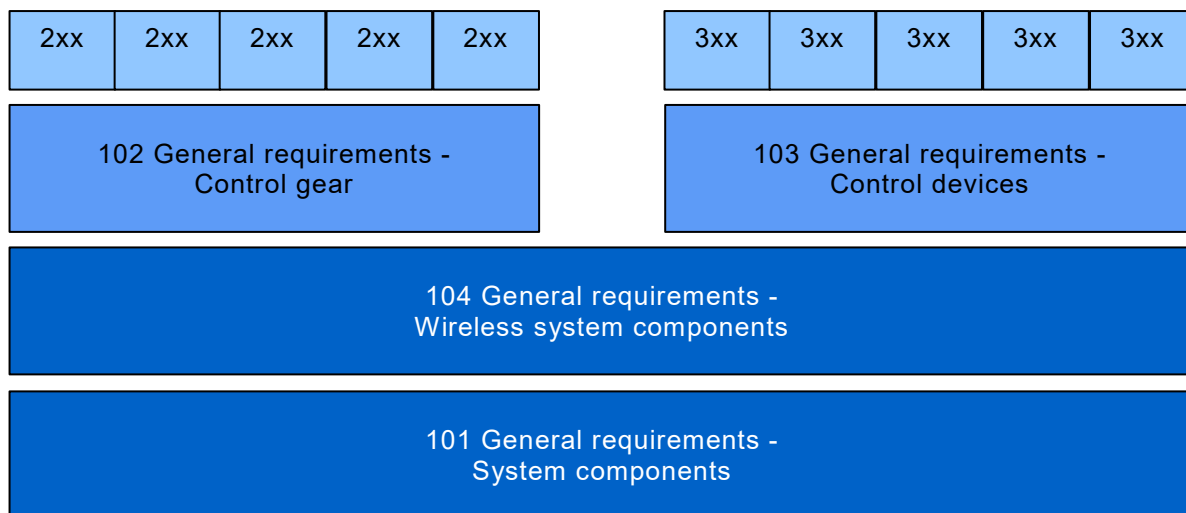 2xx 2xx 2xx 2xx 2xx 3xx 3xx 3xx 3xx 3xx
102 General requirements -
Control gear
103 General requirements -
Control devices
104 General requirements -
Wireless system components
101 General requirements -
System components